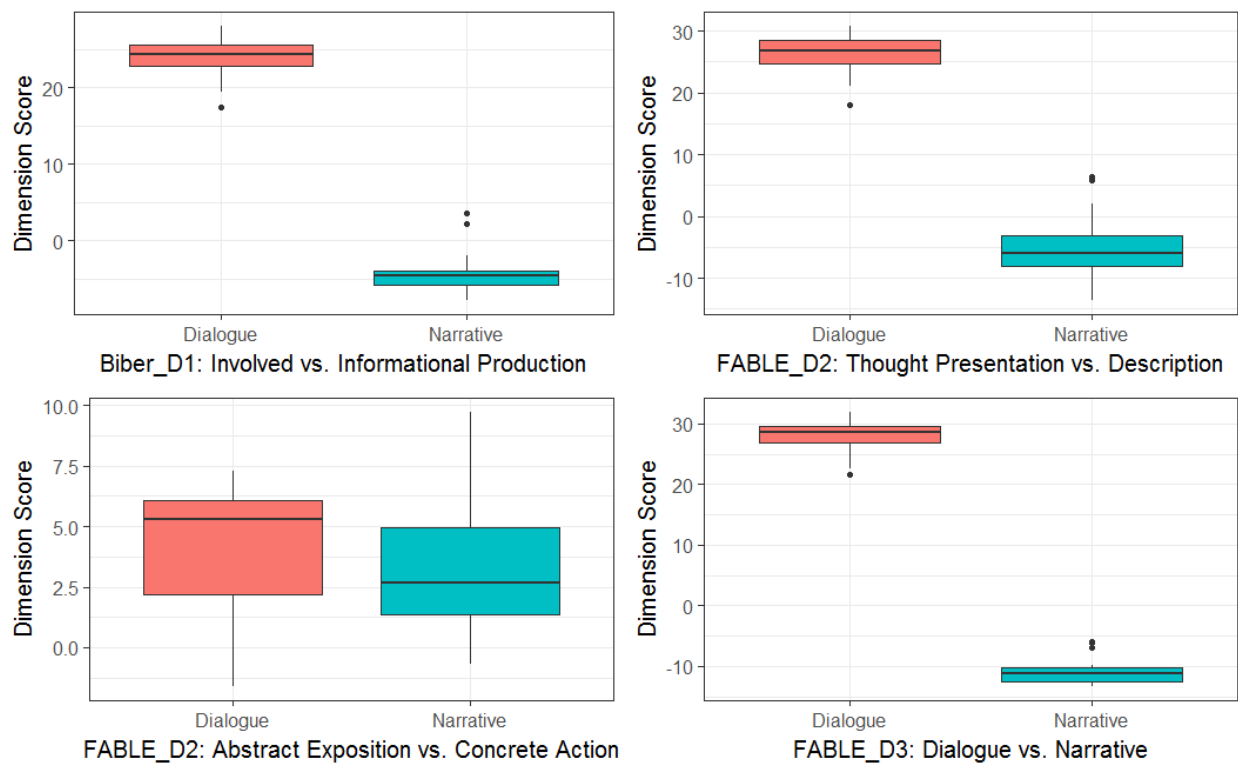 Dimension Score
20
10
0
Dialogue
Narrative
Biber_D1: Involved vs. Informational Production
Dimension Score
30
20
10
0
-10
Dialogue
Narrative
FABLE_D2: Thought Presentation vs. Description
Dimension Score
10.0
7.5
5.0
2.5
0.0
Dialogue
Narrative
FABLE_D2: Abstract Exposition vs. Concrete Action
Dimension Score
30
20
10
0
-10
Dialogue
Narrative
FABLE_D3: Dialogue vs. Narrative